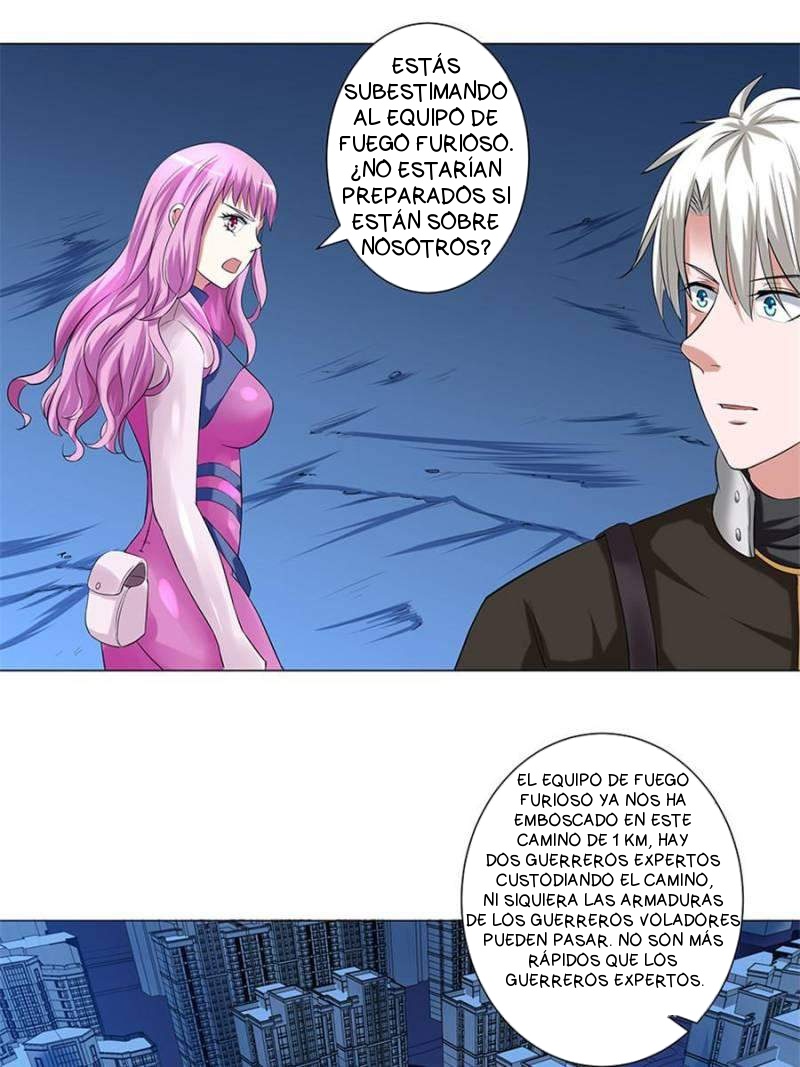 ESTÁS
SUBESTIMANDO
AL EQUIPO DE
FUEGO FURIOSO.
¿NO ESTARÍAN
PREPARADOS SI
ESTÁN SOBRE
NOSOTROS?
EL EQUIPO DE FUEGO
FURIOSO YA NOS HA
EMBOSCADO EN ESTE
CAMINO DE 1 KM, HAY
DOS GUERREROS EXPERTOS
CUSTODIANDO EL CAMINO,
NI SIQUIERA LAS ARMADURAS
DE LOS GUERREROS VOLADORES
PUEDEN PASAR. NO SON MÁS
RÁPIDOS QUE LOS
GUERREROS EXPERTOS.